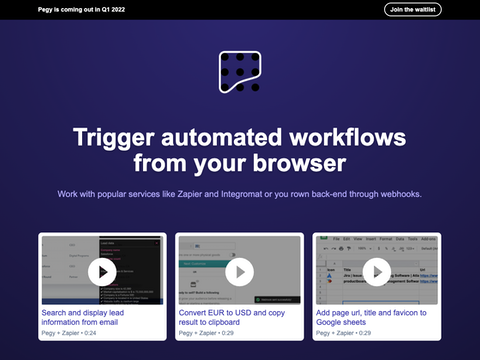 Pegy is coming out in Q1 2022
Join the waitlist
Trigger automated workflows
from your browser
Work with popular services like Zapier and Integromat or you rown back-end through webhooks.
Search and display lead
information from email
Pegy + Zapier • 0:24
Convert EUR to USD and copy
result to clipboard
Pegy + Zapier • 0:29
Add page url, title and favicon to
Google sheets
Pegy + Zapier • 0:29